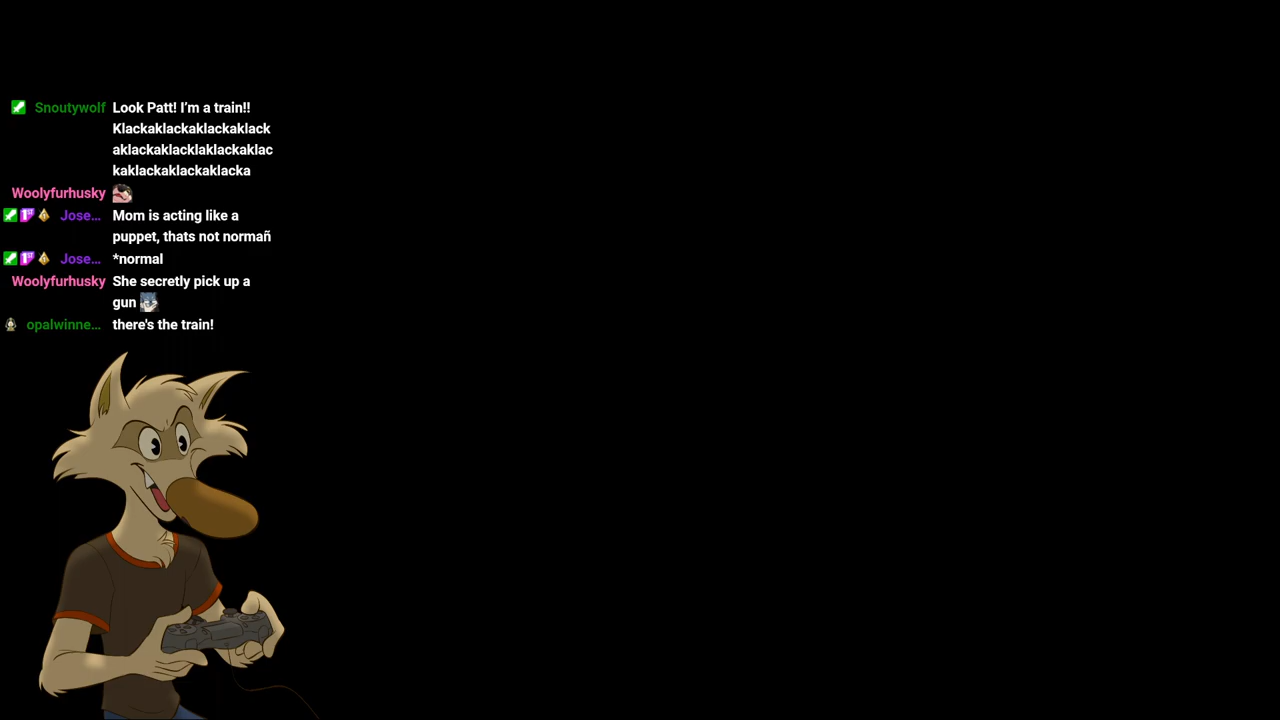 Snoutywolf Look Patt! I'm a train!!
Klackaklackaklackaklack
aklackaklacklaklackaklac
kaklackaklackaklacka
Woolyfurhusky
Jose... Mom is acting like a
puppet, thats not normañ
Jose... *normal
Woolyfurhusky She secretly pick up a
gun
opalwinne... there's the train!